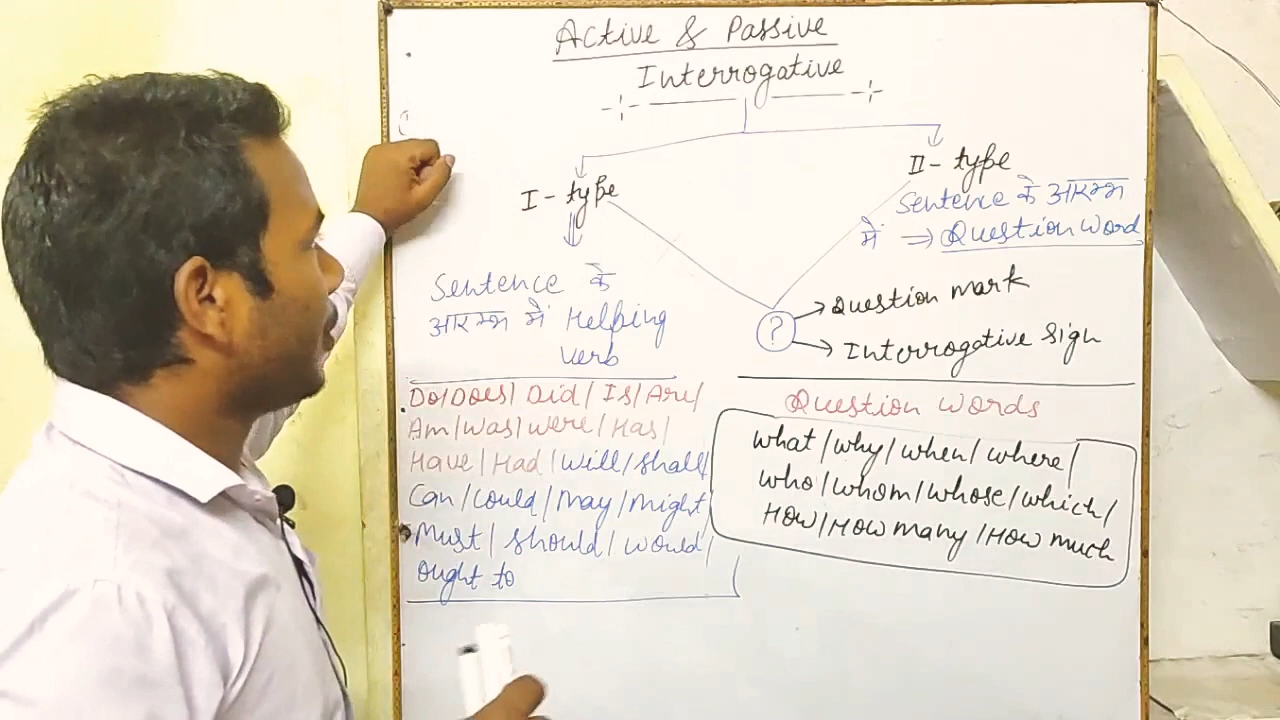 Active & Passive
Interrogative
I - type
Sentence के
आरम्भ में Helping
verb
Do/Does/Did/Is/Are/
Am/was/were/Has/
Have/Had/will/shall/
Can/could/may/might/
Must/should/would/
ought to
II - type
Sentence के आरम्भ
में ⇒ Question word
?
Question mark
Interrogative Sign
Question words
what/why/when/where/
who/whom/whose/which/
How/How many/How much